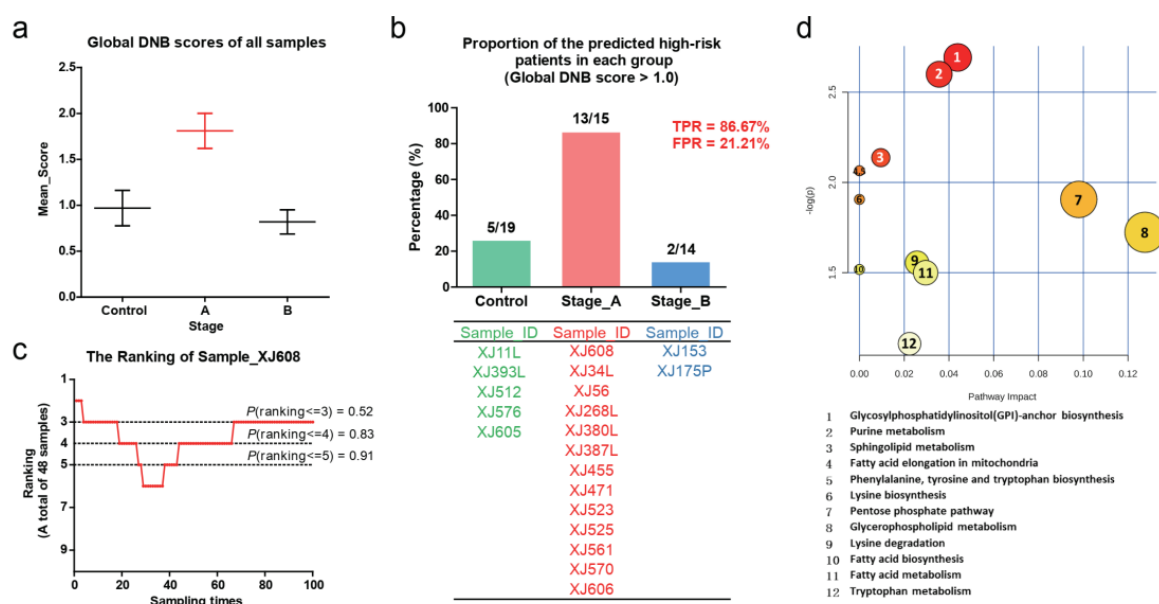 a
Global DNB scores of all samples
2.5
2.0
1.5
1.0
0.5
0.0
Mean_Score
Control
A
B
Stage
b
Proportion of the predicted high-risk
patients in each group
(Global DNB score > 1.0)
100
80
60
40
20
0
Percentage (%)
5/19
13/15
2/14
TPR = 86.67%
FPR = 21.21%
Control
Stage_A
Stage_B
Sample_ID Sample_ID Sample_ID
XJ11L XJ608 XJ153
XJ393L XJ34L XJ175P
XJ512 XJ56
XJ576 XJ268L
XJ605 XJ380L
XJ387L
XJ455
XJ471
XJ523
XJ525
XJ561
XJ570
XJ606
c
The Ranking of Sample_XJ608
1
3
4
5
7
9
Ranking
(A total of 48 samples)
P(ranking<=3) = 0.52
P(ranking<=4) = 0.83
P(ranking<=5) = 0.91
0 20 40 60 80 100
Sampling times
d
2.5
2.0
1.5
-log(p)
1
2
3
6
7
8
9
10
11
12
0.00 0.02 0.04 0.06 0.08 0.10 0.12
Pathway Impact
1 Glycosylphosphatidylinositol(GPI)-anchor biosynthesis
2 Purine metabolism
3 Sphingolipid metabolism
4 Fatty acid elongation in mitochondria
5 Phenylalanine, tyrosine and tryptophan biosynthesis
6 Lysine biosynthesis
7 Pentose phosphate pathway
8 Glycerophospholipid metabolism
9 Lysine degradation
10 Fatty acid biosynthesis
11 Fatty acid metabolism
12 Tryptophan metabolism